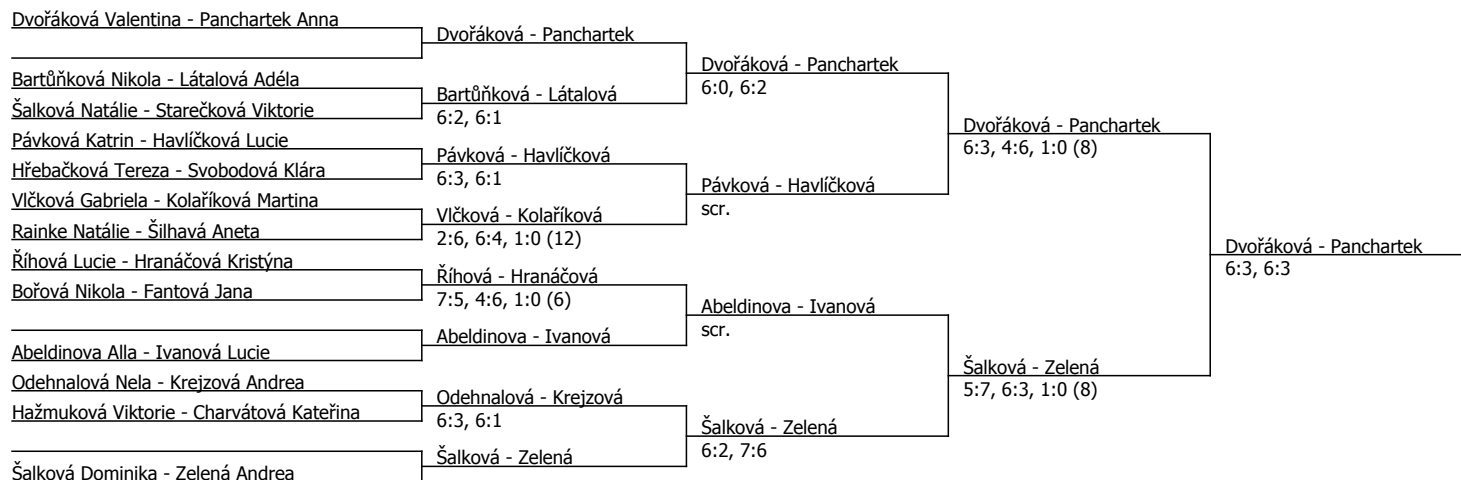 Dvořáková Valentina - Panchartek Anna
Bartůňková Nikola - Látalová Adéla
Šalková Natálie - Starečková Viktorie
Pávková Katrin - Havlíčková Lucie
Hřebačková Tereza - Svobodová Klára
Vlčková Gabriela - Kolaříková Martina
Rainke Natálie - Šilhavá Aneta
Říhová Lucie - Hranáčová Kristýna
Bořová Nikola - Fantová Jana
Abeldinova Alla - Ivanová Lucie
Odehnalová Nela - Krejzová Andrea
Hažmuková Viktorie - Charvátová Kateřina
Šalková Dominika - Zelená Andrea
Dvořáková - Panchartek
Bartůňková - Látalová
6:2, 6:1
Pávková - Havlíčková
6:3, 6:1
Vlčková - Kolaříková
2:6, 6:4, 1:0 (12)
Říhová - Hranáčová
7:5, 4:6, 1:0 (6)
Abeldinova - Ivanová
Odehnalová - Krejzová
6:3, 6:1
Šalková - Zelená
Dvořáková - Panchartek
6:0, 6:2
Pávková - Havlíčková
scr.
Abeldinova - Ivanová
scr.
Šalková - Zelená
6:2, 7:6
Dvořáková - Panchartek
6:3, 4:6, 1:0 (8)
Šalková - Zelená
5:7, 6:3, 1:0 (8)
Dvořáková - Panchartek
6:3, 6:3